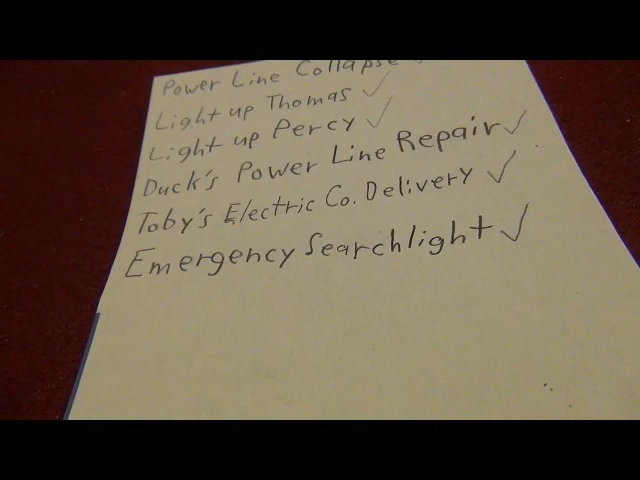 Power Line Collapse ✓
Light up Thomas ✓
Light up Percy ✓
Duck's Power Line Repair ✓
Toby's Electric Co. Delivery ✓
Emergency Searchlight ✓